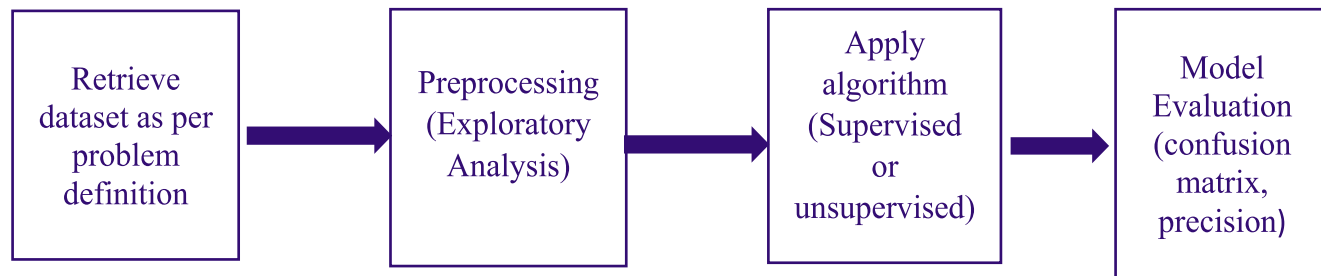 Retrieve
dataset as per
problem
definition
Preprocessing
(Exploratory
Analysis)
Apply
algorithm
(Supervised
or
unsupervised)
Model
Evaluation
(confusion
matrix,
precision)